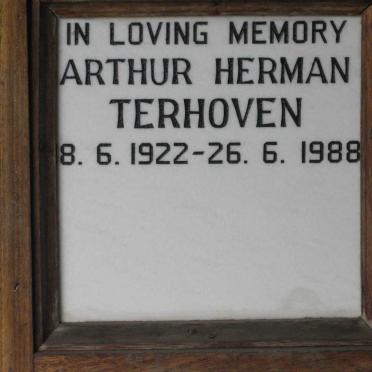 IN LOVING MEMORY
ARTHUR HERMAN
TERHOVEN
8. 6. 1922-26. 6. 1988